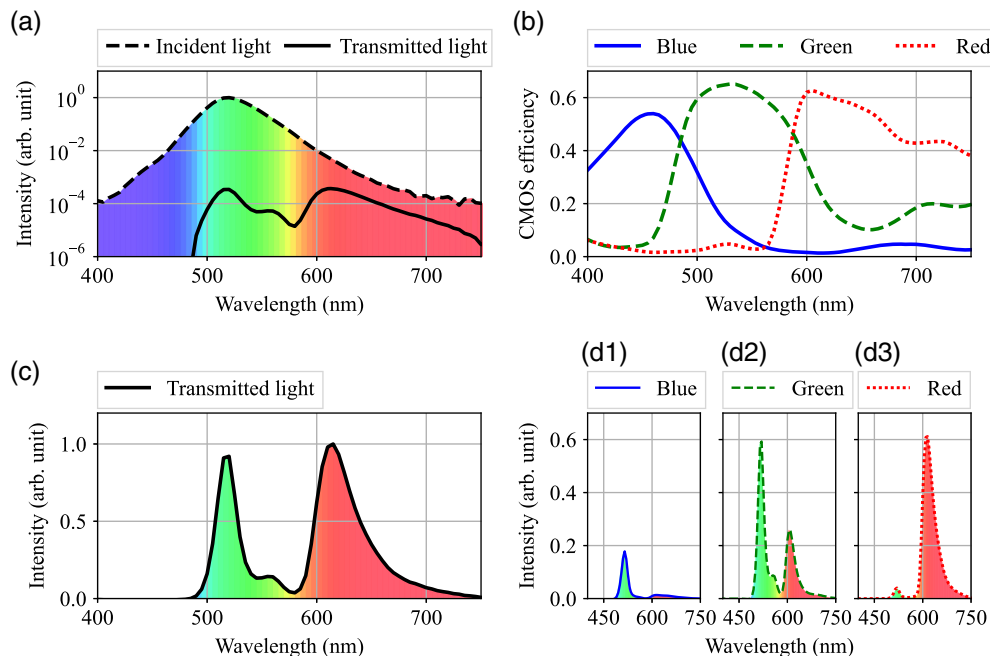 (a)
Incident light Transmitted light
Intensity (arb. unit)
10⁰
10⁻²
10⁻⁴
10⁻⁶
400 500 600 700
Wavelength (nm)
(b)
Blue Green Red
CMOS efficiency
0.6
0.4
0.2
0.0
400 500 600 700
Wavelength (nm)
(c)
Transmitted light
Intensity (arb. unit)
1.0
0.5
0.0
400 500 600 700
Wavelength (nm)
(d1) (d2) (d3)
Blue Green Red
Intensity (arb. unit)
0.6
0.4
0.2
0.0
450 600 750 450 600 750 450 600 750
Wavelength (nm)